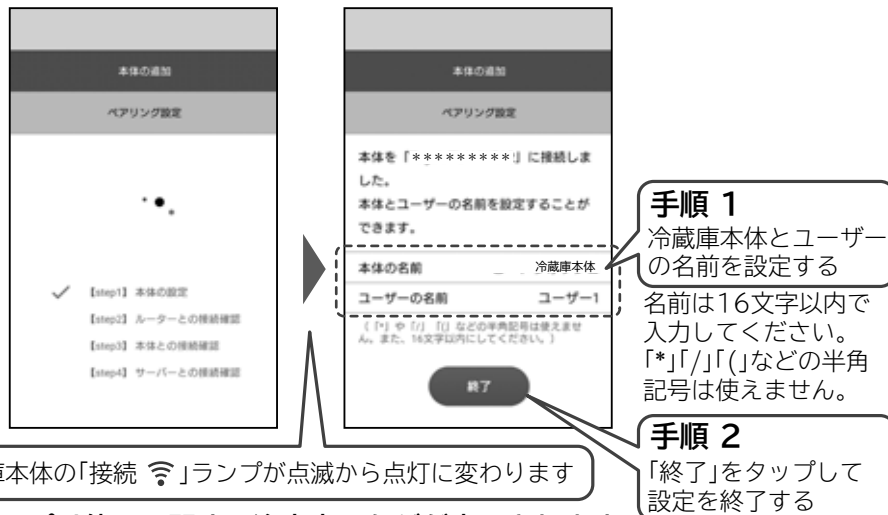 本体の追加
ペアリング設定
【step1】 本体の設定
【step2】 ルーターとの接続確認
【step3】 本体との接続確認
【step4】 サーバーとの接続確認
本体の追加
ペアリング設定
本体を「*********」に接続しま
した。
本体とユーザーの名前を設定することが
できます。
本体の名前 冷蔵庫本体
ユーザーの名前 ユーザー1
(「*」や「/」「(」などの半角記号は使えませ
ん。また、16文字以内にしてください。)
終了
手順 1
冷蔵庫本体とユーザー
の名前を設定する
名前は16文字以内で
入力してください。
「*」「/」「(」などの半角
記号は使えません。
手順 2
「終了」をタップして
設定を終了する
本体の「接続」ランプが点滅から点灯に変わります